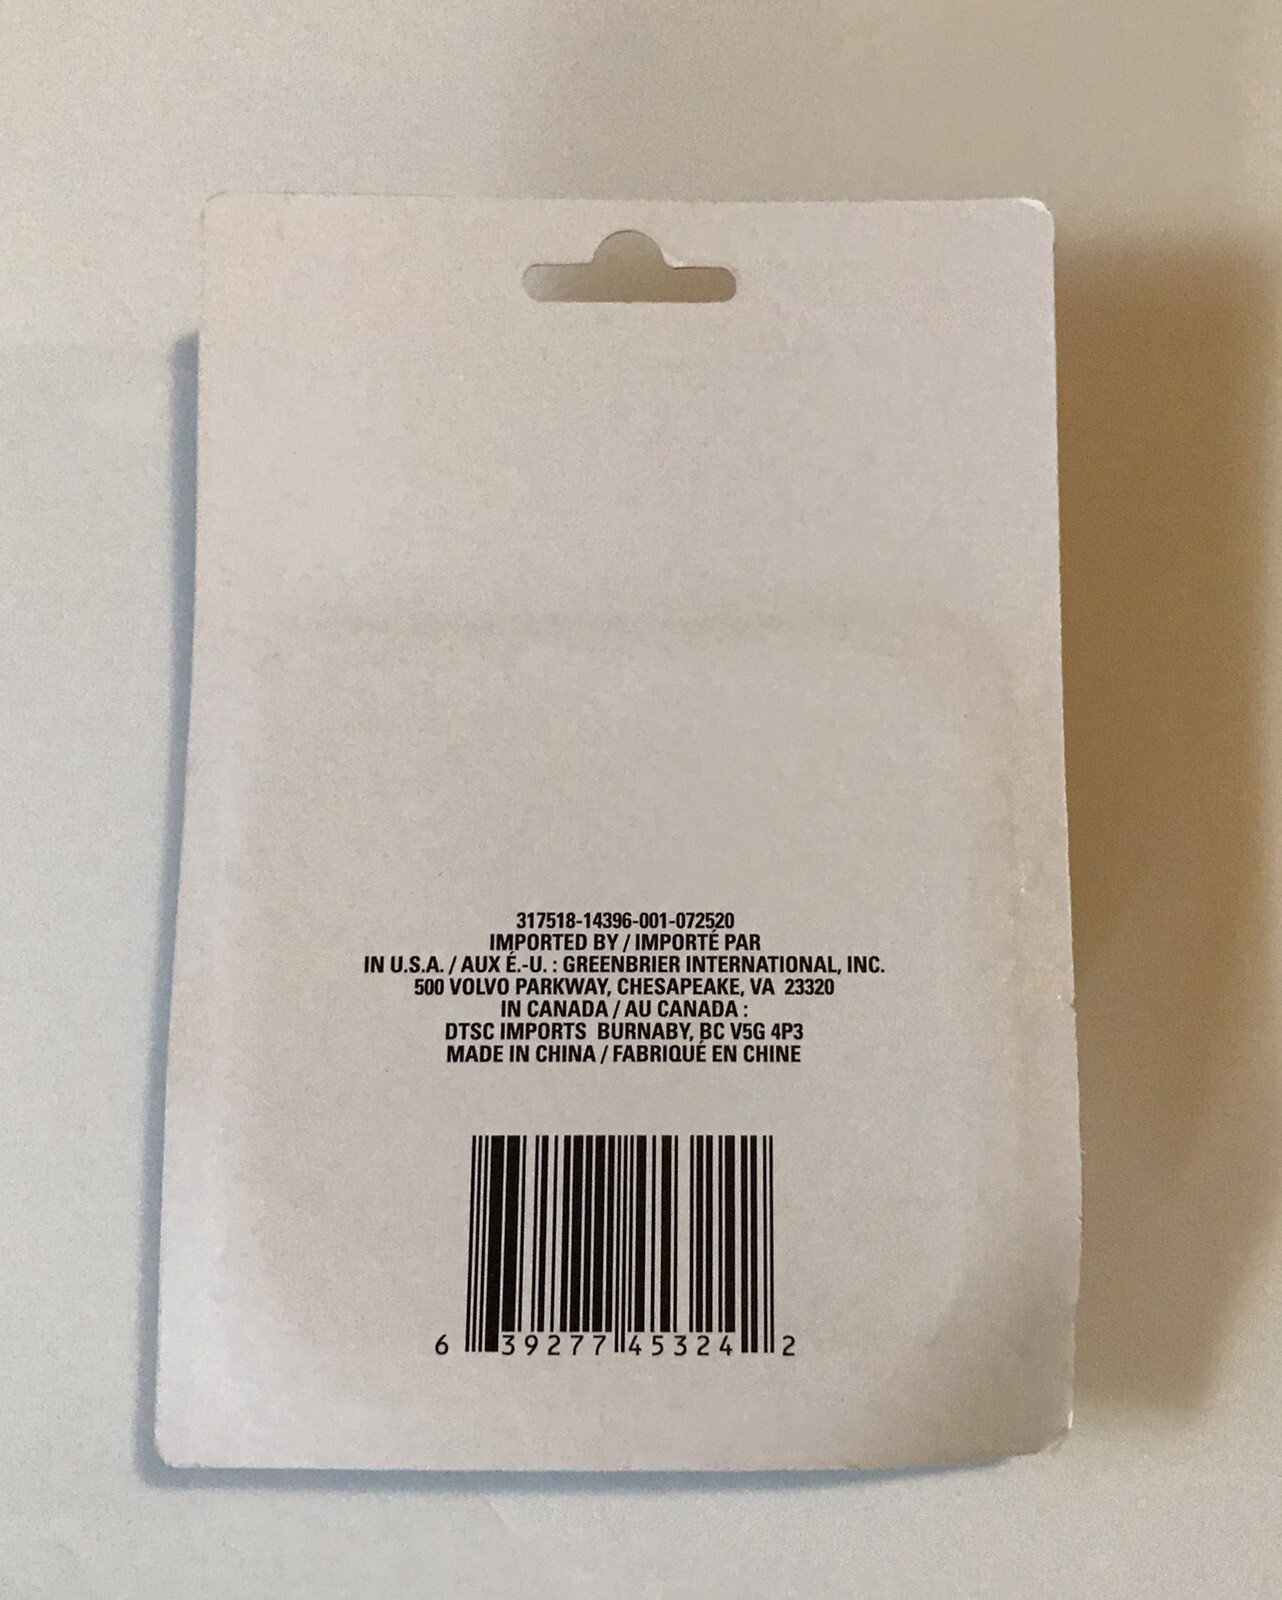 317518-14396-001-072520
IMPORTED BY / IMPORTÉ PAR
IN U.S.A. / AUX É.-U. : GREENBRIER INTERNATIONAL, INC.
500 VOLVO PARKWAY, CHESAPEAKE, VA 23320
IN CANADA / AU CANADA :
DTSC IMPORTS BURNABY, BC V5G 4P3
MADE IN CHINA / FABRIQUÉ EN CHINE
6 39277 45324 2